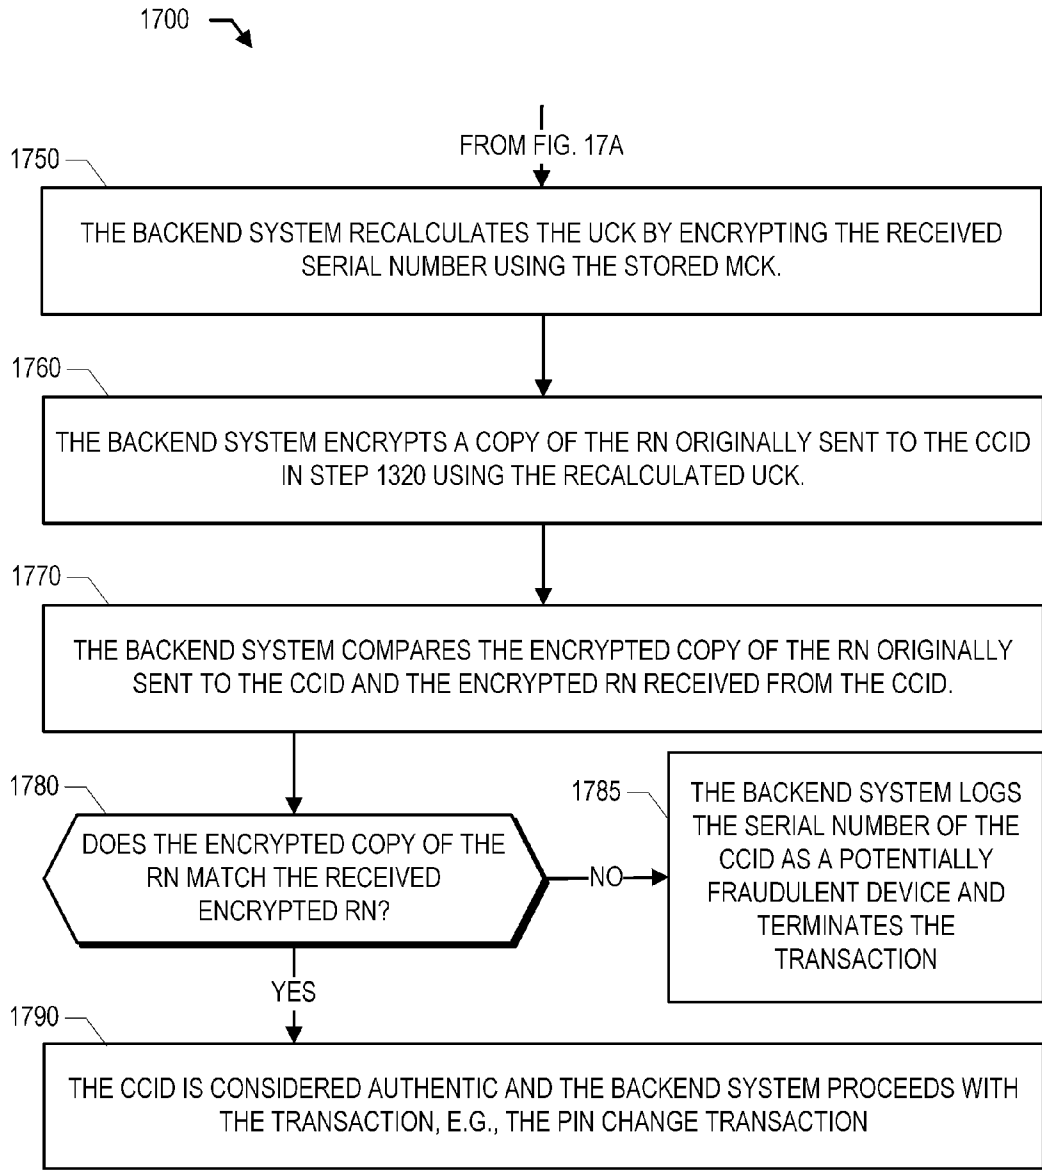 1700
FROM FIG. 17A
1750
THE BACKEND SYSTEM RECALCULATES THE UCK BY ENCRYPTING THE RECEIVED
SERIAL NUMBER USING THE STORED MCK.
1760
THE BACKEND SYSTEM ENCRYPTS A COPY OF THE RN ORIGINALLY SENT TO THE CCID
IN STEP 1320 USING THE RECALCULATED UCK.
1770
THE BACKEND SYSTEM COMPARES THE ENCRYPTED COPY OF THE RN ORIGINALLY
SENT TO THE CCID AND THE ENCRYPTED RN RECEIVED FROM THE CCID.
1780
DOES THE ENCRYPTED COPY OF THE
RN MATCH THE RECEIVED
ENCRYPTED RN?
NO
1785
THE BACKEND SYSTEM LOGS
THE SERIAL NUMBER OF THE
CCID AS A POTENTIALLY
FRAUDULENT DEVICE AND
TERMINATES THE
TRANSACTION
YES
1790
THE CCID IS CONSIDERED AUTHENTIC AND THE BACKEND SYSTEM PROCEEDS WITH
THE TRANSACTION, E.G., THE PIN CHANGE TRANSACTION